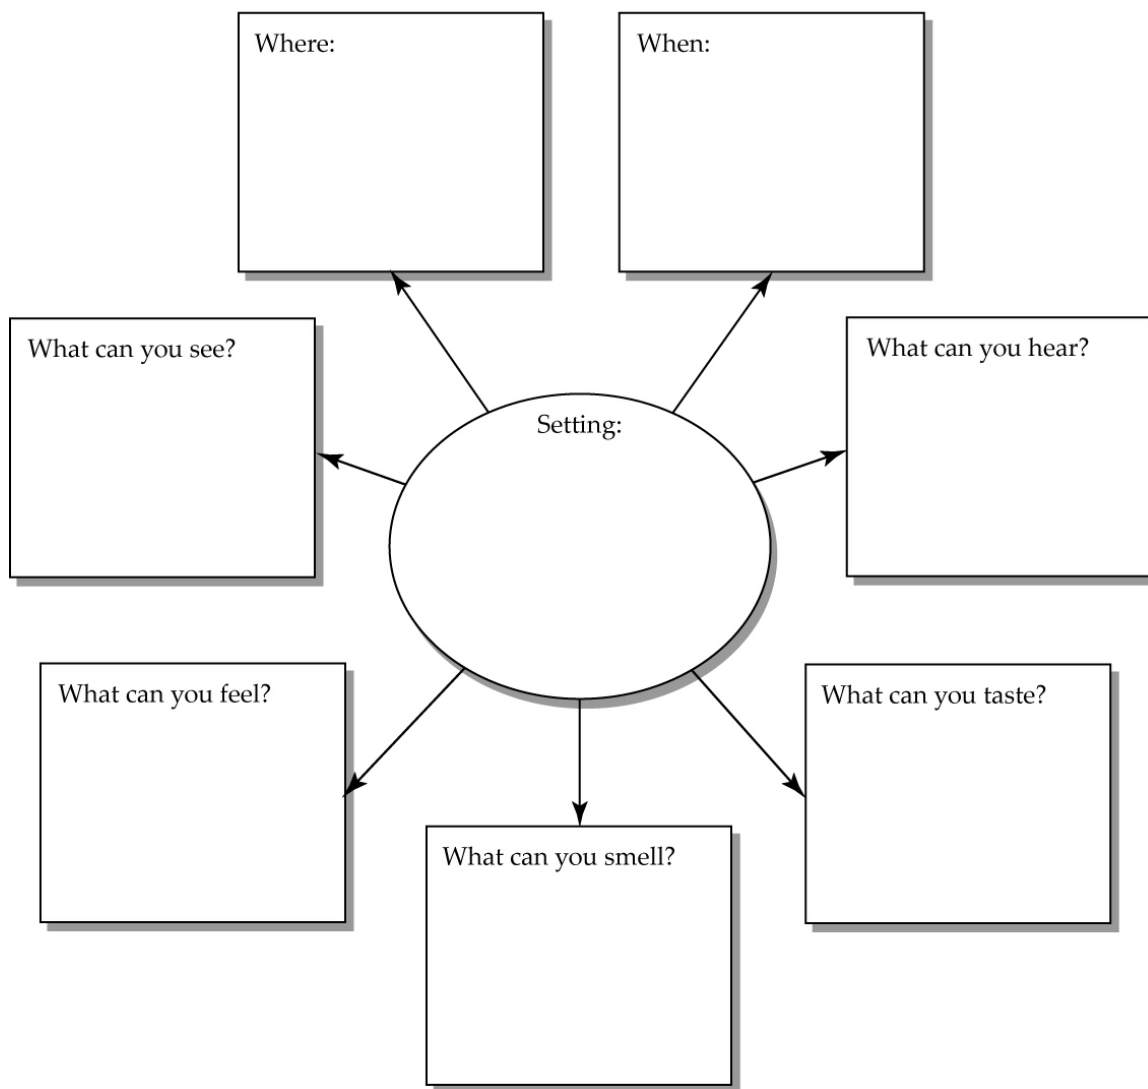 Where:
When:
What can you see?
What can you hear?
Setting:
What can you feel?
What can you taste?
What can you smell?